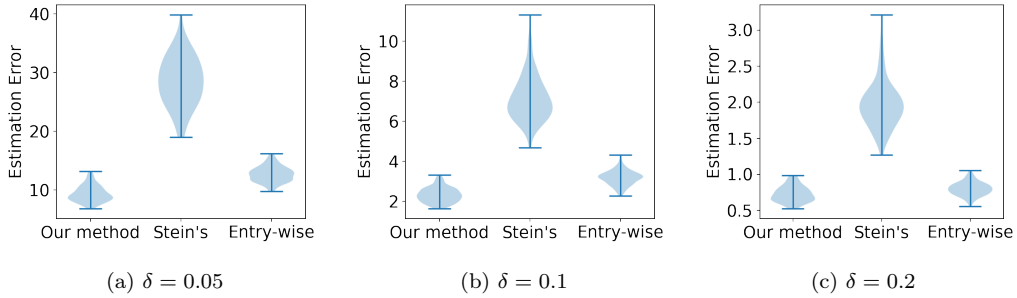 Estimation Error
40
30
20
10
Our method Stein's Entry-wise
(a) δ = 0.05
Estimation Error
10
8
6
4
2
Our method Stein's Entry-wise
(b) δ = 0.1
Estimation Error
3.0
2.5
2.0
1.5
1.0
0.5
Our method Stein's Entry-wise
(c) δ = 0.2